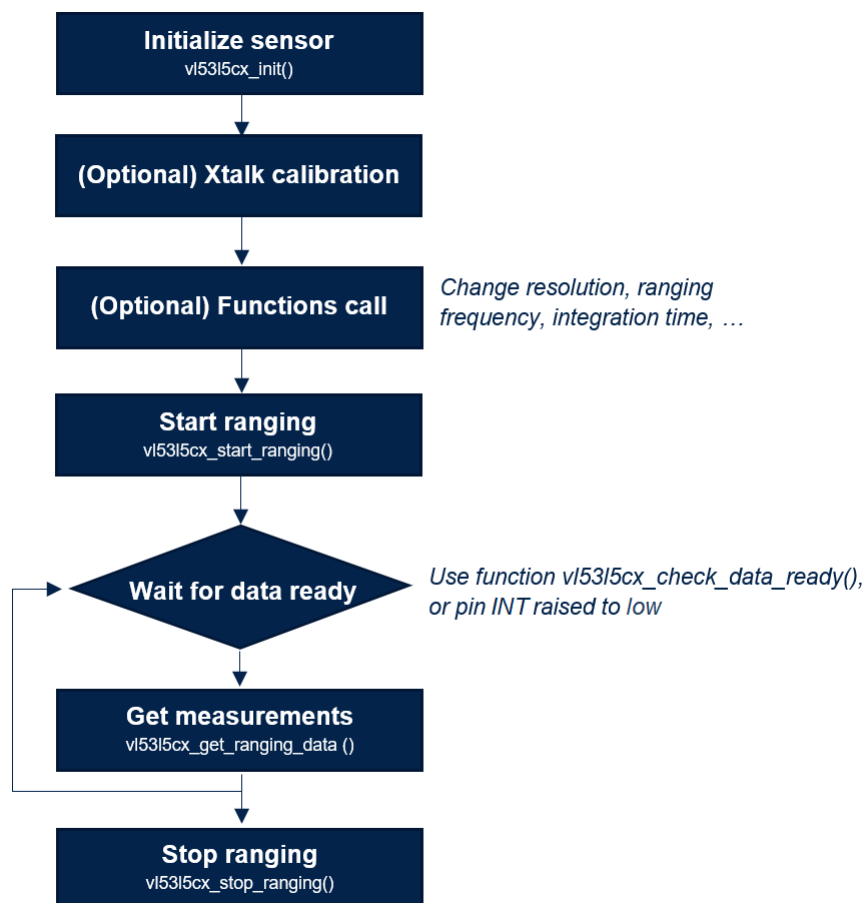 Initialize sensor
vl53l5cx_init()
(Optional) Xtalk calibration
(Optional) Functions call
Change resolution, ranging
frequency, integration time, …
Start ranging
vl53l5cx_start_ranging()
Wait for data ready
Use function vl53l5cx_check_data_ready(),
or pin INT raised to low
Get measurements
vl53l5cx_get_ranging_data ()
Stop ranging
vl53l5cx_stop_ranging()